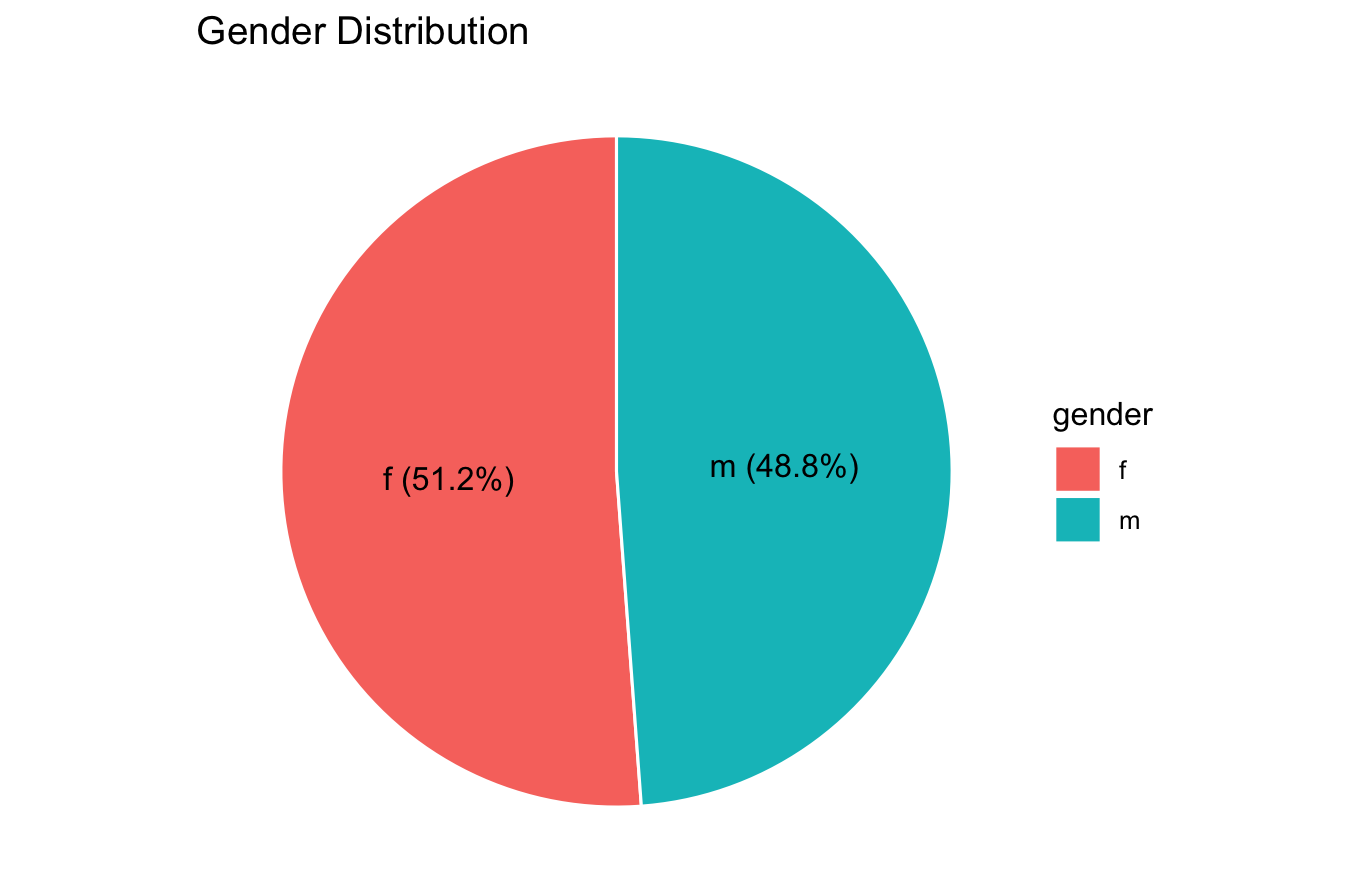 Gender Distribution
f (51.2%)
m (48.8%)
gender
f
m